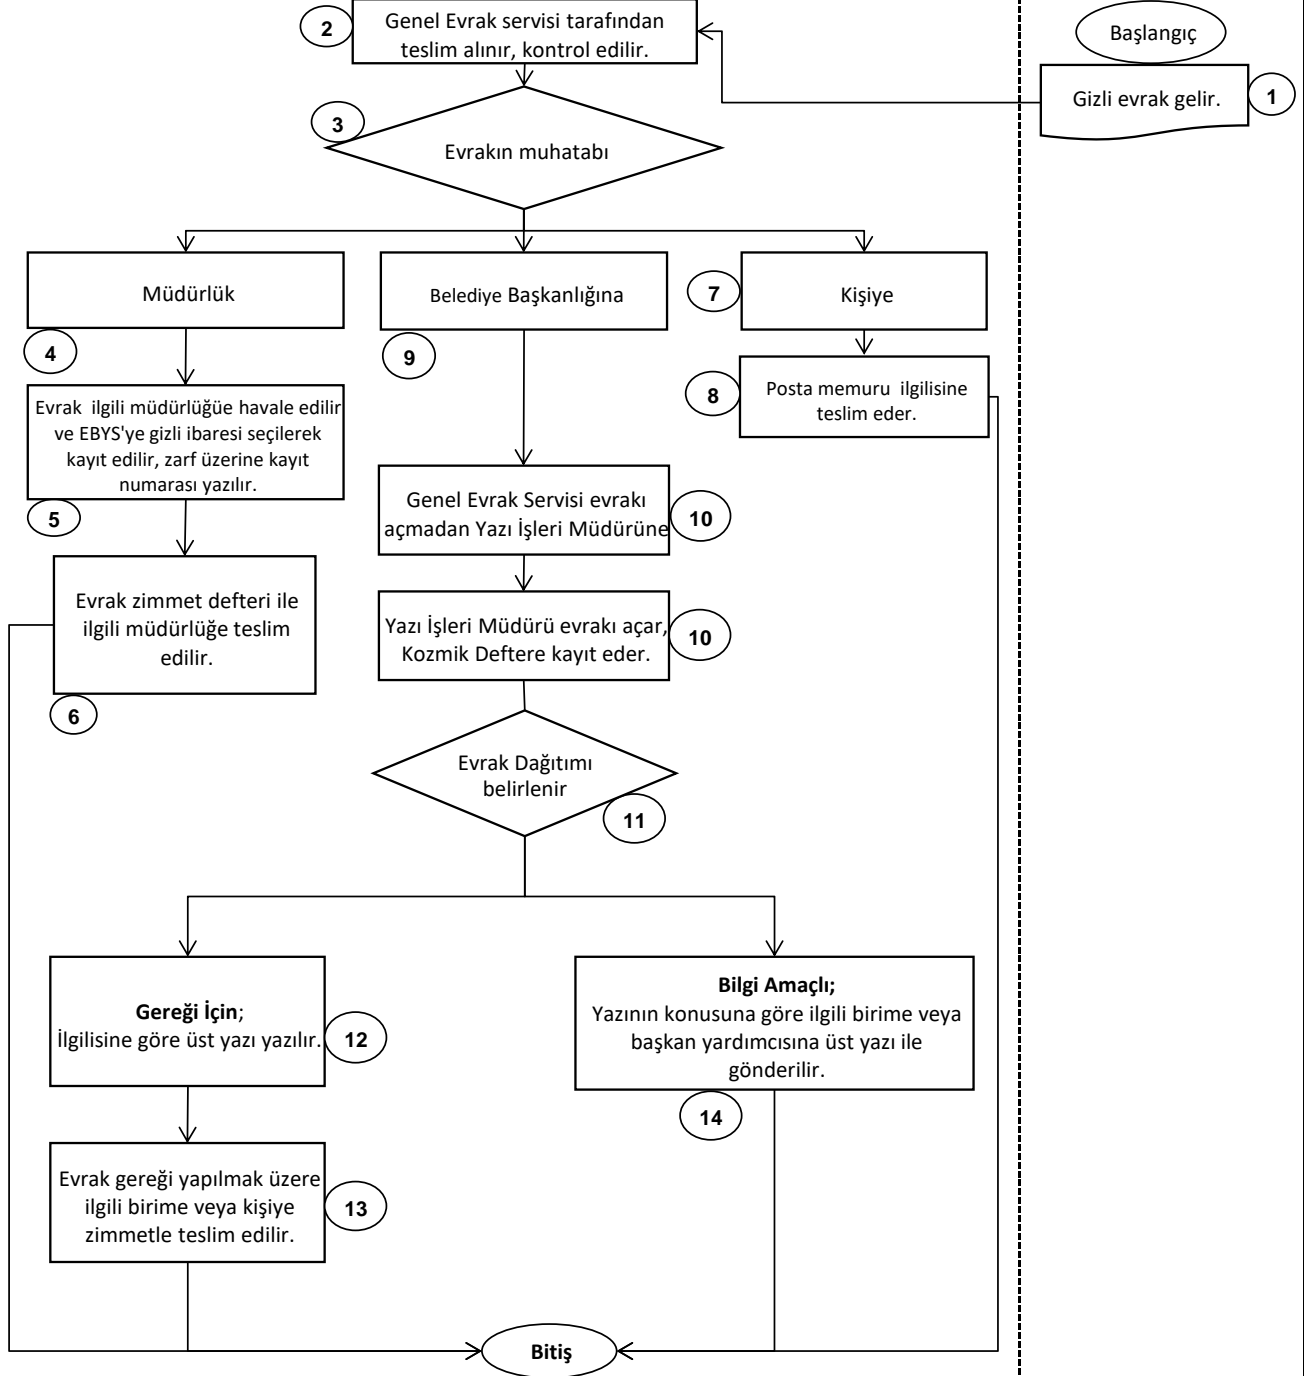 Başlangıç
Gizli evrak gelir.
1
2
Genel Evrak servisi tarafından
teslim alınır, kontrol edilir.
3
Evrakın muhatabı
Müdürlük
4
Belediye Başkanlığına
9
7
Kişiye
Evrak ilgili müdürlüğüe havale edilir
ve EBYS'ye gizli ibaresi seçilerek
kayıt edilir, zarf üzerine kayıt
numarası yazılır.
5
8
Posta memuru ilgilisine
teslim eder.
Genel Evrak Servisi evrakı
açmadan Yazı İşleri Müdürüne
10
Evrak zimmet defteri ile
ilgili müdürlüğe teslim
edilir.
6
Yazı İşleri Müdürü evrakı açar,
Kozmik Deftere kayıt eder.
10
Evrak Dağıtımı
belirlenir
11
Gereği İçin;
İlgilisine göre üst yazı yazılır.
12
Bilgi Amaçlı;
Yazının konusuna göre ilgili birime veya
başkan yardımcısına üst yazı ile
gönderilir.
14
Evrak gereği yapılmak üzere
ilgili birime veya kişiye
zimmetle teslim edilir.
13
Bitiş